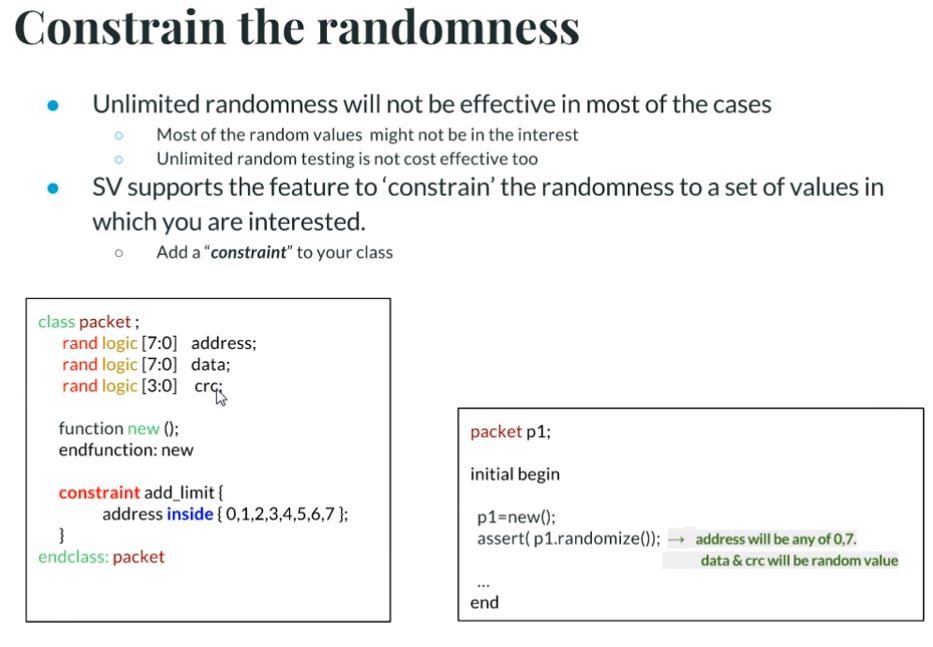 Constrain the randomness
● Unlimited randomness will not be effective in most of the cases
○ Most of the random values might not be in the interest
○ Unlimited random testing is not cost effective too
● SV supports the feature to ‘constrain’ the randomness to a set of values in
which you are interested.
○ Add a “constraint” to your class
class packet ;
rand logic [7:0] address;
rand logic [7:0] data;
rand logic [3:0] crc;
function new ();
endfunction: new
constraint add_limit {
address inside { 0,1,2,3,4,5,6,7 };
}
endclass: packet
packet p1;
initial begin
p1=new();
assert( p1.randomize()); → address will be any of 0,7.
data & crc will be random value
...
end